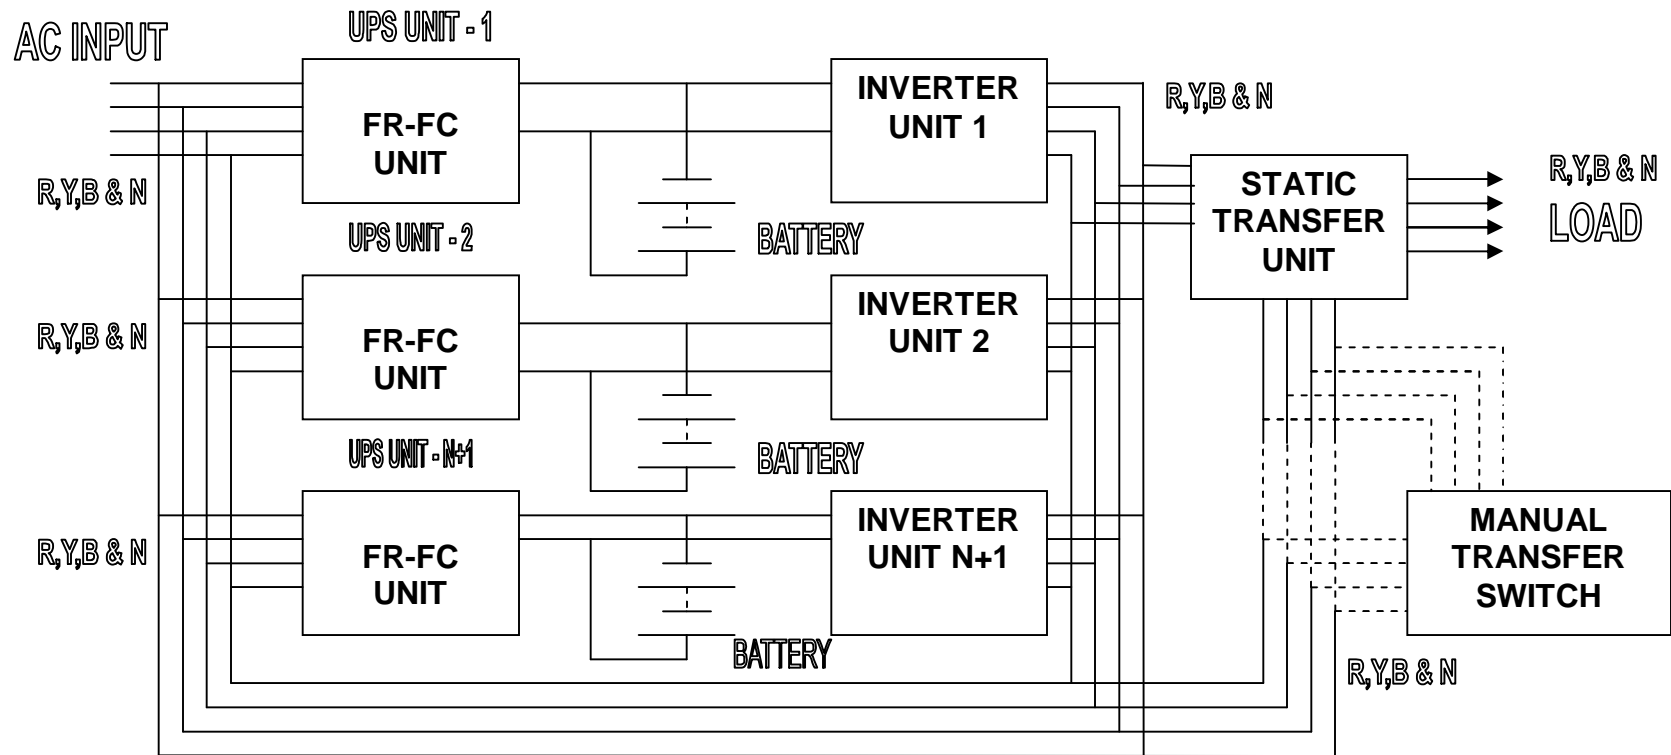 AC INPUT
UPS UNIT - 1
FR-FC
UNIT
INVERTER
UNIT 1
R,Y,B & N
R,Y,B & N
STATIC
TRANSFER
UNIT
R,Y,B & N
LOAD
BATTERY
UPS UNIT - 2
R,Y,B & N
FR-FC
UNIT
INVERTER
UNIT 2
BATTERY
UPS UNIT - N+1
R,Y,B & N
FR-FC
UNIT
INVERTER
UNIT N+1
MANUAL
TRANSFER
SWITCH
BATTERY
R,Y,B & N